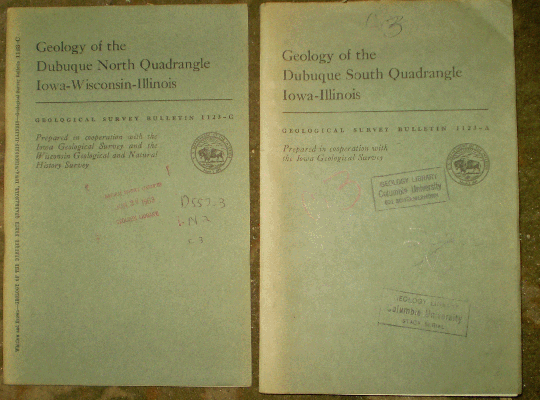 Geology of the
Dubuque North Quadrangle
Iowa-Wisconsin-Illinois
GEOLOGICAL SURVEY BULLETIN 1123-C
Prepared in cooperation with the
Iowa Geological Survey and the
Wisconsin Geological and Natural
History Survey
Geology of the
Dubuque South Quadrangle
Iowa-Illinois
GEOLOGICAL SURVEY BULLETIN 1123-A
Prepared in cooperation with
the Iowa Geological Survey
GEOLOGY LIBRARY
Columbia University
GEOLOGY
Columbia University